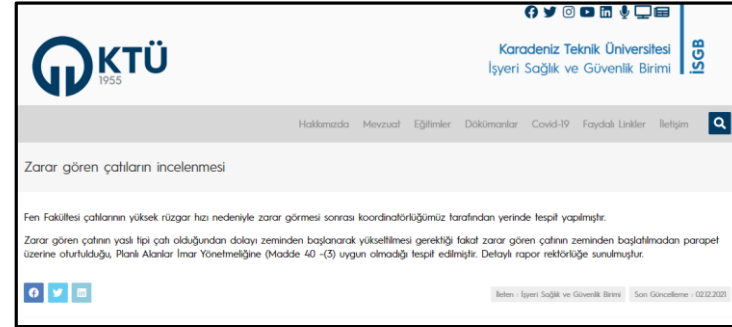 Karadeniz Teknik Üniversitesi
İşyeri Sağlık ve Güvenlik Birimi
İSGB
KTÜ
1955
Hakkımızda Mevzuat Eğitimler Dökümanlar Covid-19 Faydalı Linkler İletişim
Zarar gören çatıların incelenmesi
Fen Fakültesi çatılarının yüksek rüzgar hızı nedeniyle zarar görmesi sonrası koordinatörlüğümüz tarafından yerinde tespit yapılmıştır.
Zarar gören çatının yaslı tipi çatı olduğundan dolayı zeminden başlanarak yükseltilmesi gerektiği fakat zarar gören çatının zeminden başlatılmadan parapet
üzerine oturtulduğu, Planlı Alanlar İmar Yönetmeliğine (Madde 40 -(3) uygun olmadığı tespit edilmiştir. Detaylı rapor rektörlüğe sunulmuştur.
İleten : İşyeri Sağlık ve Güvenlik Birimi Son Güncelleme : 02.12.2021